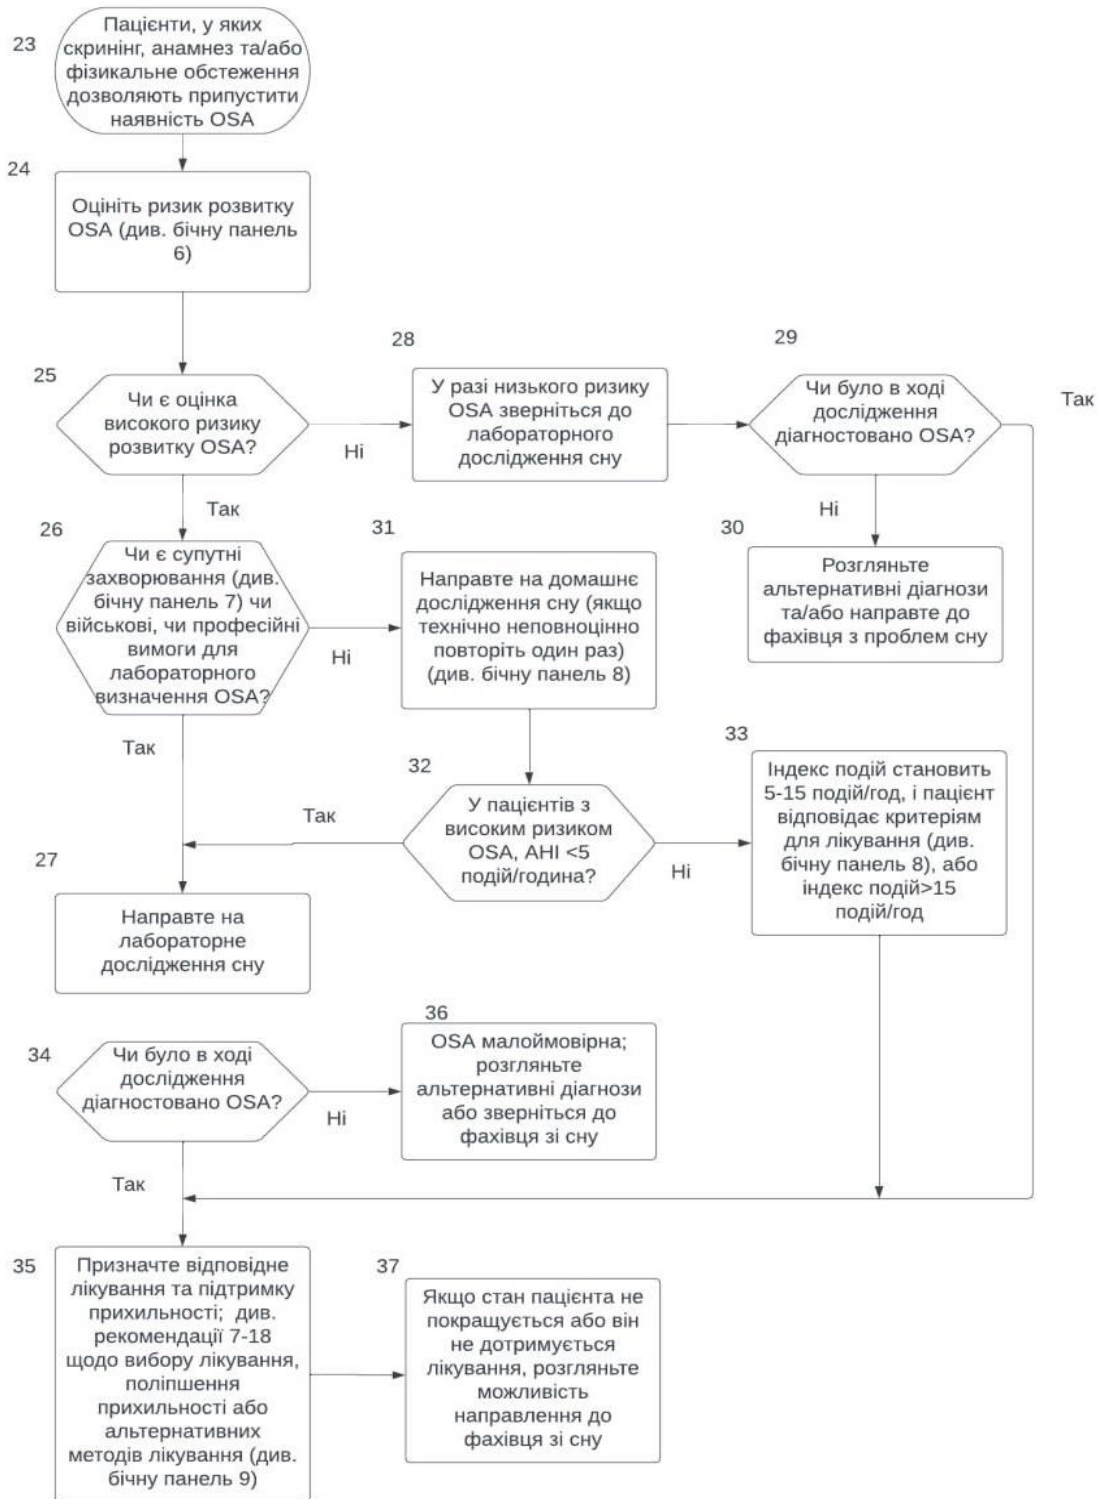 23
Пацієнти, у яких
скринінг, анамнез та/або
фізикальне обстеження
дозволяють припустити
наявність OSA
24
Оцініть ризик розвитку
OSA (див. бічну панель
6)
25
Чи є оцінка
високого ризику
розвитку OSA?
Ні
Так
28
У разі низького ризику
OSA зверніться до
лабораторного
дослідження сну
29
Чи було в ході
дослідження
діагностовано OSA?
Так
Ні
30
Розгляньте
альтернативні діагнози
та/або направте до
фахівця з проблем сну
26
Чи є супутні
захворювання (див.
бічну панель 7) чи
військові, чи професійні
вимоги для
лабораторного
визначення OSA?
Ні
Так
31
Направте на домашнє
дослідження сну (якщо
технічно неповноцінно
повторіть один раз)
(див. бічну панель 8)
32
У пацієнтів з
високим ризиком
OSA, AHI <5
подій/година?
Так
Ні
33
Індекс подій становить
5-15 подій/год, і пацієнт
відповідає критеріям
для лікування (див.
бічну панель 8), або
індекс подій>15
подій/год
27
Направте на
лабораторне
дослідження сну
34
Чи було в ході
дослідження
діагностовано OSA?
Ні
Так
36
OSA малоймовірна;
розгляньте
альтернативні діагнози
або зверніться до
фахівця зі сну
35
Призначте відповідне
лікування та підтримку
прихильності; див.
рекомендації 7-18
щодо вибору лікування,
поліпшення
прихильності або
альтернативних
методів лікування (див.
бічну панель 9)
37
Якщо стан пацієнта не
покращується або він
не дотримується
лікування, розгляньте
можливість
направлення до
фахівця зі сну